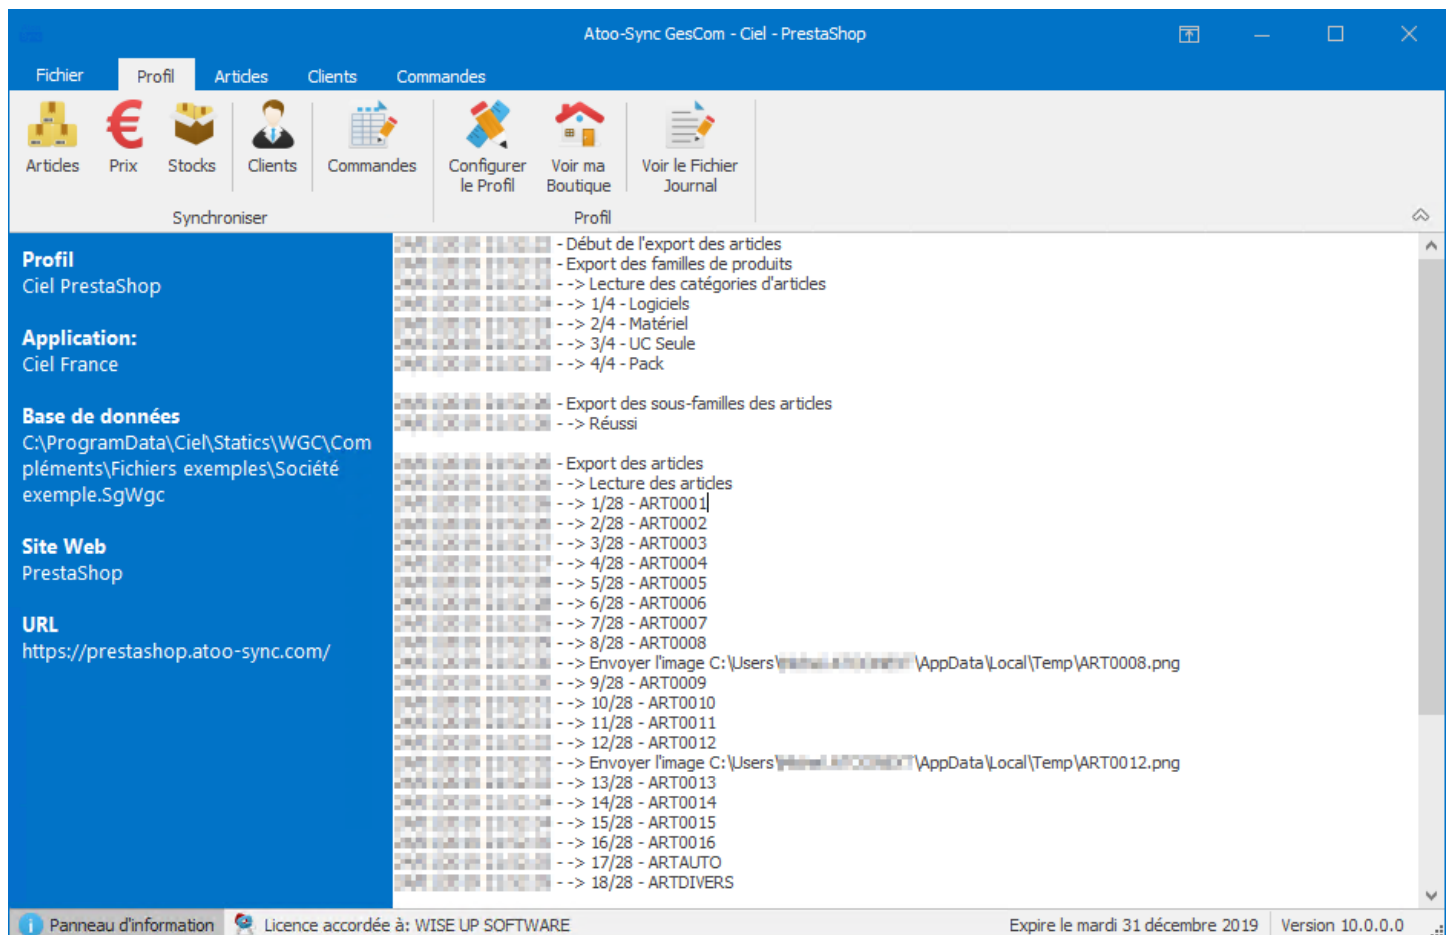 Atoo-Sync GesCom - Ciel - PrestaShop
Fichier Profil Articles Clients Commandes
Articles Prix Stocks Clients Commandes Configurer le Profil Voir ma Boutique Voir le Fichier Journal
Synchroniser Profil
Profil
Ciel PrestaShop
Application:
Ciel France
Base de données
C:\ProgramData\Ciel\Statics\WGC\Com
pléments\Fichiers exemples\Société
exemple.SgWgc
Site Web
PrestaShop
URL
https://prestashop.atoo-sync.com/
- Début de l'export des articles
- Export des familles de produits
- --> Lecture des catégories d'articles
- --> 1/4 - Logiciels
- --> 2/4 - Matériel
- --> 3/4 - UC Seule
- --> 4/4 - Pack
- Export des sous-familles des articles
- --> Réussi
- Export des articles
- --> Lecture des articles
- --> 1/28 - ART0001
- --> 2/28 - ART0002
- --> 3/28 - ART0003
- --> 4/28 - ART0004
- --> 5/28 - ART0005
- --> 6/28 - ART0006
- --> 7/28 - ART0007
- --> 8/28 - ART0008
- --> Envoyer l'image C:\Users\ \AppData\Local\Temp\ART0008.png
- --> 9/28 - ART0009
- --> 10/28 - ART0010
- --> 11/28 - ART0011
- --> 12/28 - ART0012
- --> Envoyer l'image C:\Users\ \AppData\Local\Temp\ART0012.png
- --> 13/28 - ART0013
- --> 14/28 - ART0014
- --> 15/28 - ART0015
- --> 16/28 - ART0016
- --> 17/28 - ARTAUTO
- --> 18/28 - ARTDIVERS
Panneau d'information Licence accordée à: WISE UP SOFTWARE Expire le mardi 31 décembre 2019 Version 10.0.0.0